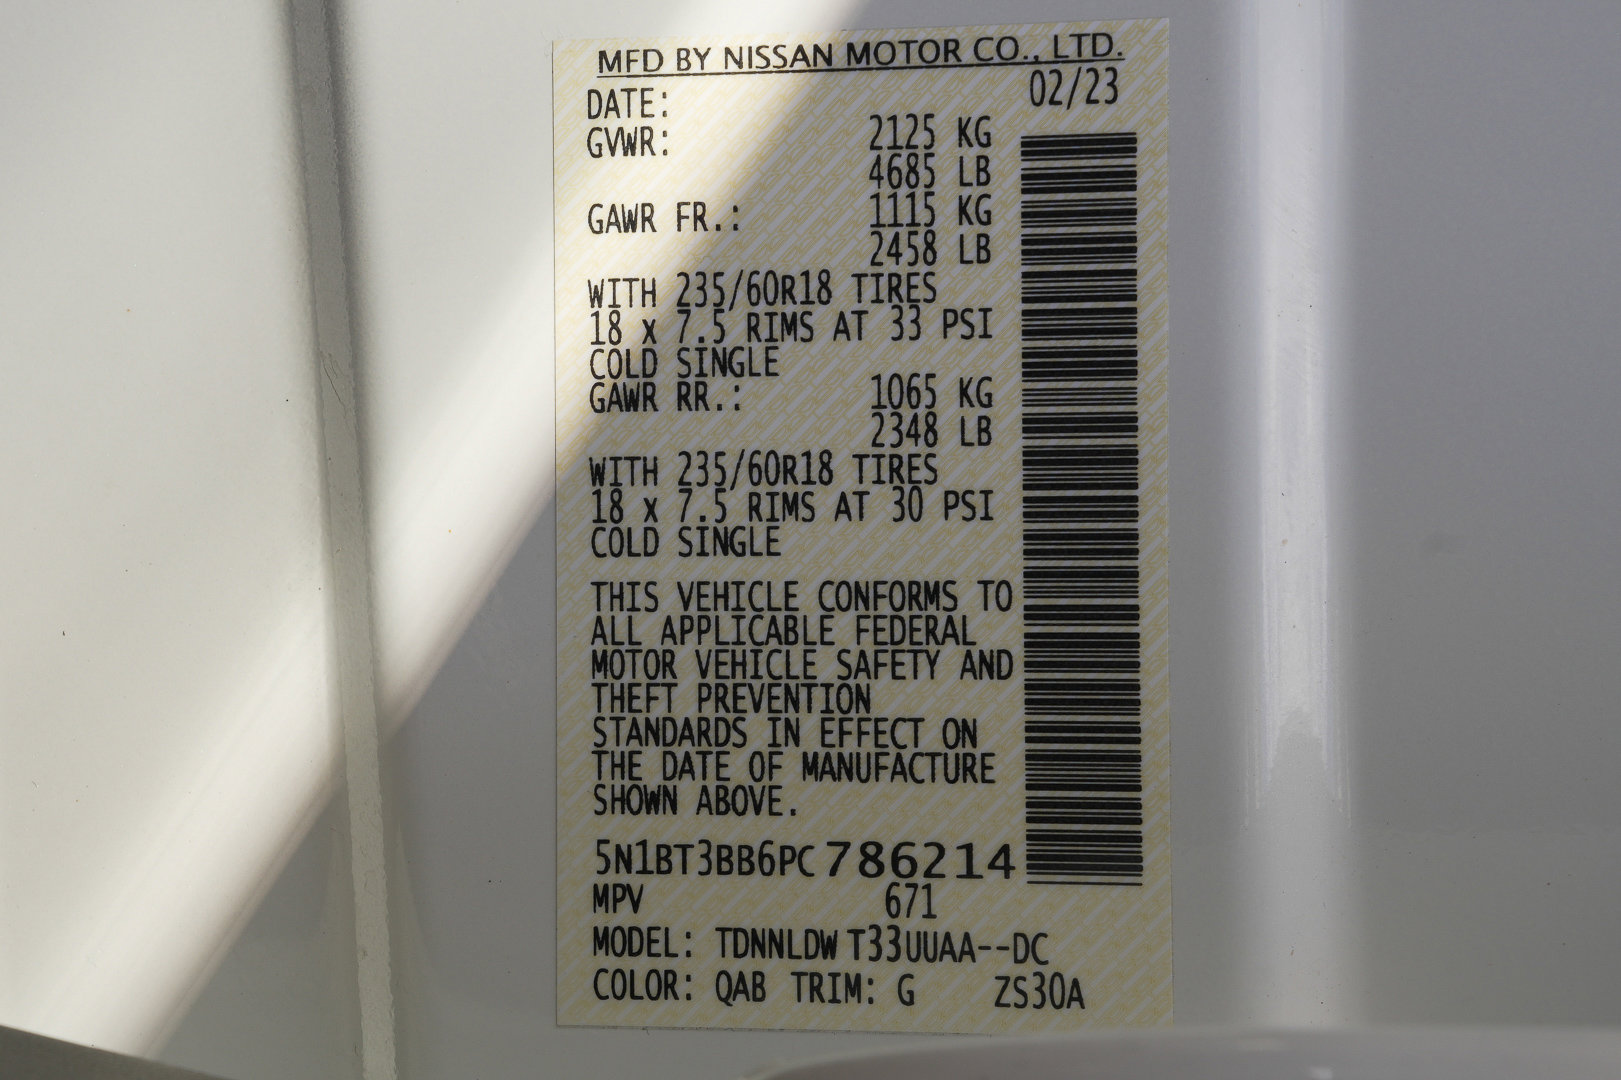 MFD BY NISSAN MOTOR CO., LTD.
DATE: 02/23
GVWR: 2125 KG
4685 LB
GAWR FR.: 1115 KG
2458 LB
WITH 235/60R18 TIRES
18 x 7.5 RIMS AT 33 PSI
COLD SINGLE
GAWR RR.: 1065 KG
2348 LB
WITH 235/60R18 TIRES
18 x 7.5 RIMS AT 30 PSI
COLD SINGLE
THIS VEHICLE CONFORMS TO
ALL APPLICABLE FEDERAL
MOTOR VEHICLE SAFETY AND
THEFT PREVENTION
STANDARDS IN EFFECT ON
THE DATE OF MANUFACTURE
SHOWN ABOVE.
5N1BT3BB6PC786214
MPV 671
MODEL: TDNNLDWT33UUAA--DC
COLOR: QAB TRIM: G ZS30A